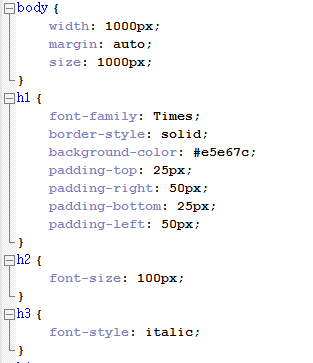 body {
width: 1000px;
margin: auto;
size: 1000px;
}
h1 {
font-family: Times;
border-style: solid;
background-color: #e5e67c;
padding-top: 25px;
padding-right: 50px;
padding-bottom: 25px;
padding-left: 50px;
}
h2 {
font-size: 100px;
}
h3 {
font-style: italic;
}